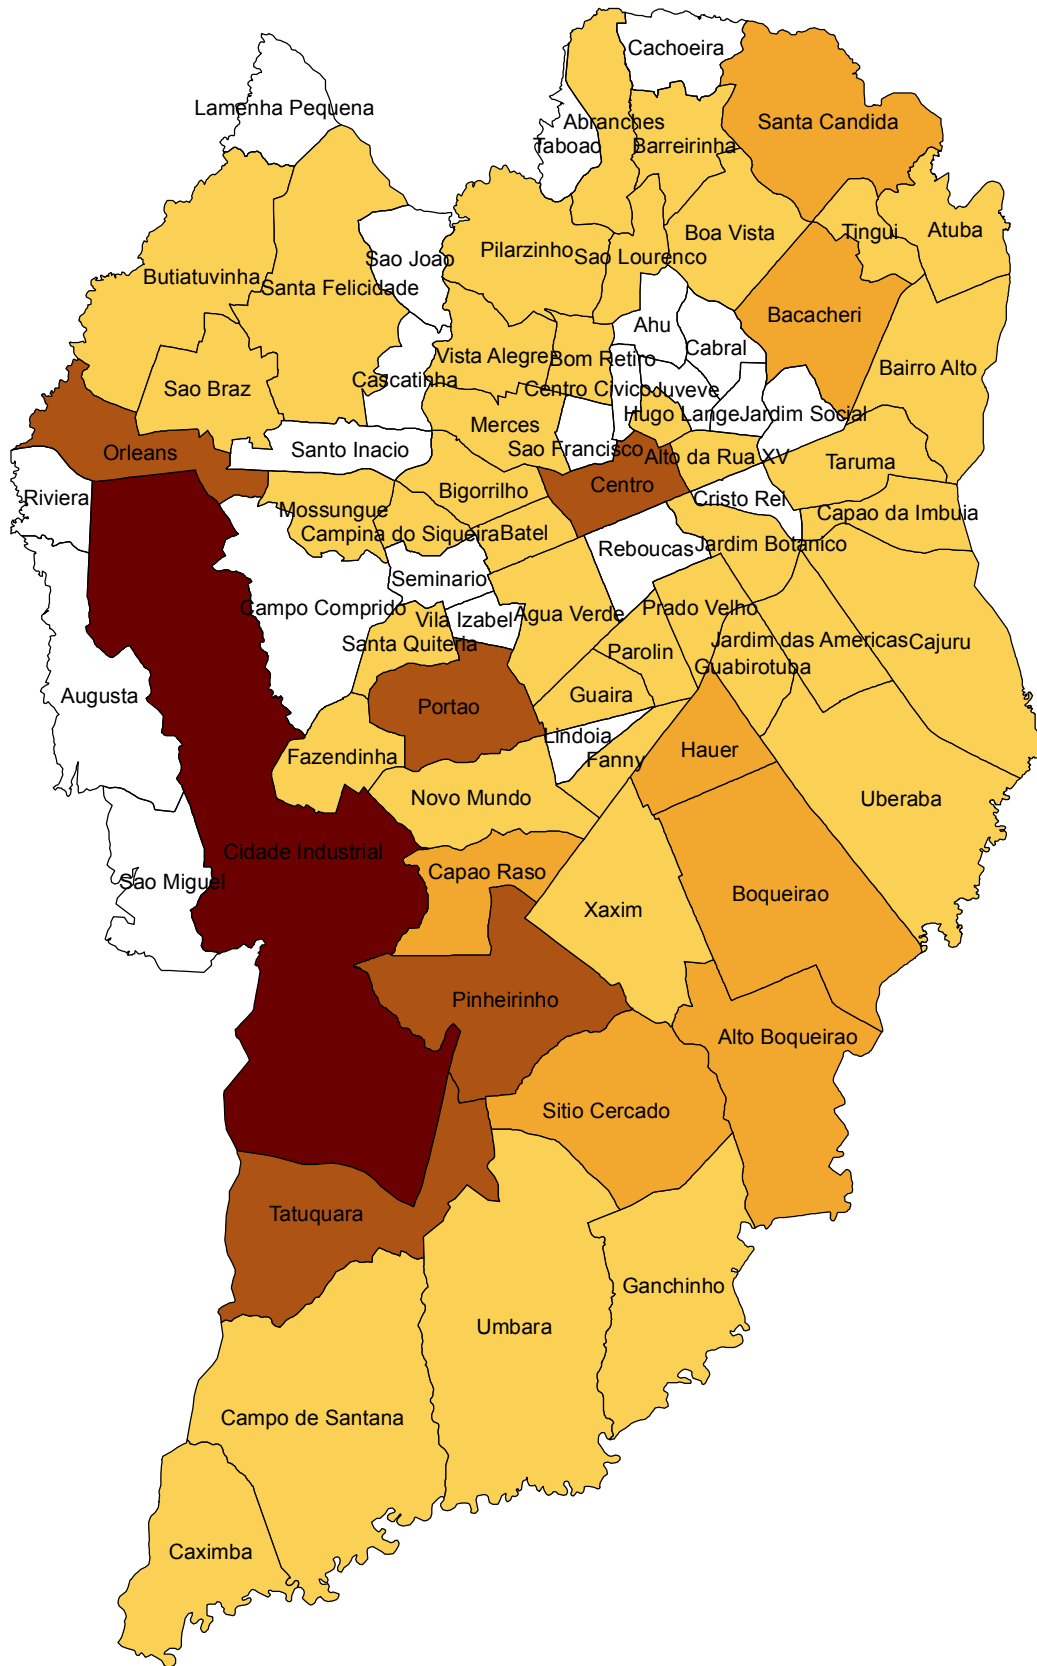 Cachoeira
Lamenha Pequena
Abranches
Santa Candida
Taboao
Barreirinha
Pilarzinho
Sao Lourenco
Boa Vista
Tingui
Atuba
Sao Joao
Butiatuvinha
Santa Felicidade
Ahu
Bacacheri
Cabral
Vista Alegre
Bom Retiro
Bairro Alto
Cascatinha
Sao Braz
Centro Civico
Juveve
Merces
Hugo Lange
Jardim Social
Orleans
Santo Inacio
Sao Francisco
Alto da Rua XV
Taruma
Riviera
Bigorrilho
Centro
Cristo Rei
Mossungue
Capao da Imbuia
Campina do Siqueira
Batel
Reboucas
Jardim Botanico
Seminario
Campo Comprido
Vila Izabel
Agua Verde
Prado Velho
Santa Quiteria
Parolin
Jardim das Americas
Cajuru
Guabirotuba
Augusta
Portao
Guaira
Lindoia
Fazendinha
Fanny
Hauer
Novo Mundo
Uberaba
Cidade Industrial
Capao Raso
Sao Miguel
Xaxim
Boqueirao
Pinheirinho
Alto Boqueirao
Sitio Cercado
Tatuquara
Ganchinho
Umbara
Campo de Santana
Caximba